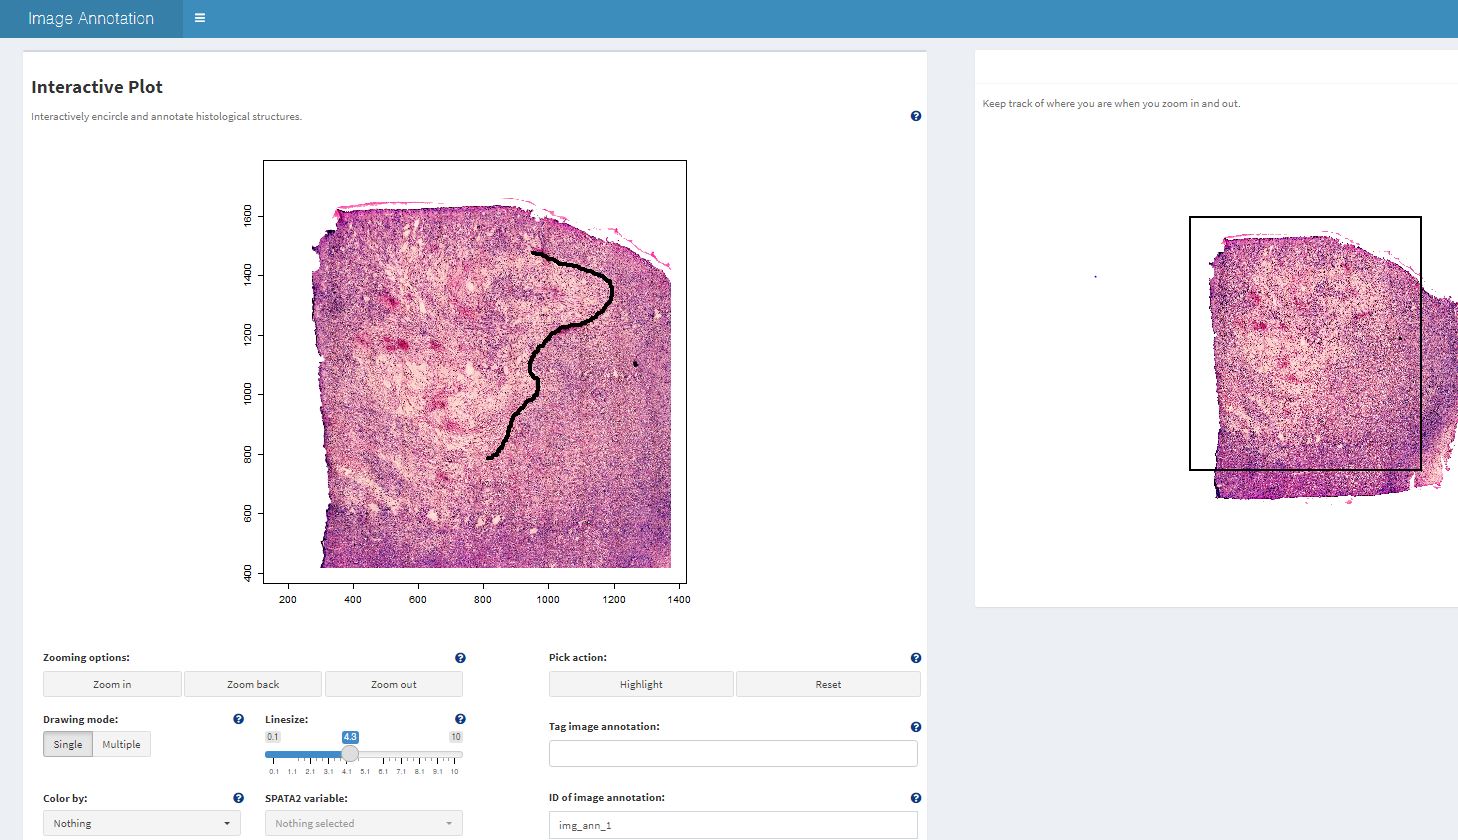 Image Annotation
Interactive Plot
Interactively encircle and annotate histological structures.
Keep track of where you are when you zoom in and out.
1600
1400
1200
1000
800
600
400
200 400 600 800 1000 1200 1400
Zooming options:
Zoom in Zoom back Zoom out
Pick action:
Highlight Reset
Drawing mode:
Single Multiple
Linesize:
0.1 4.3 10
0.1 1.1 2.1 3.1 4.1 5.1 6.1 7.1 8.1 9.1 10
Tag image annotation:
Color by:
Nothing
SPATA2 variable:
Nothing selected
ID of image annotation:
img_ann_1